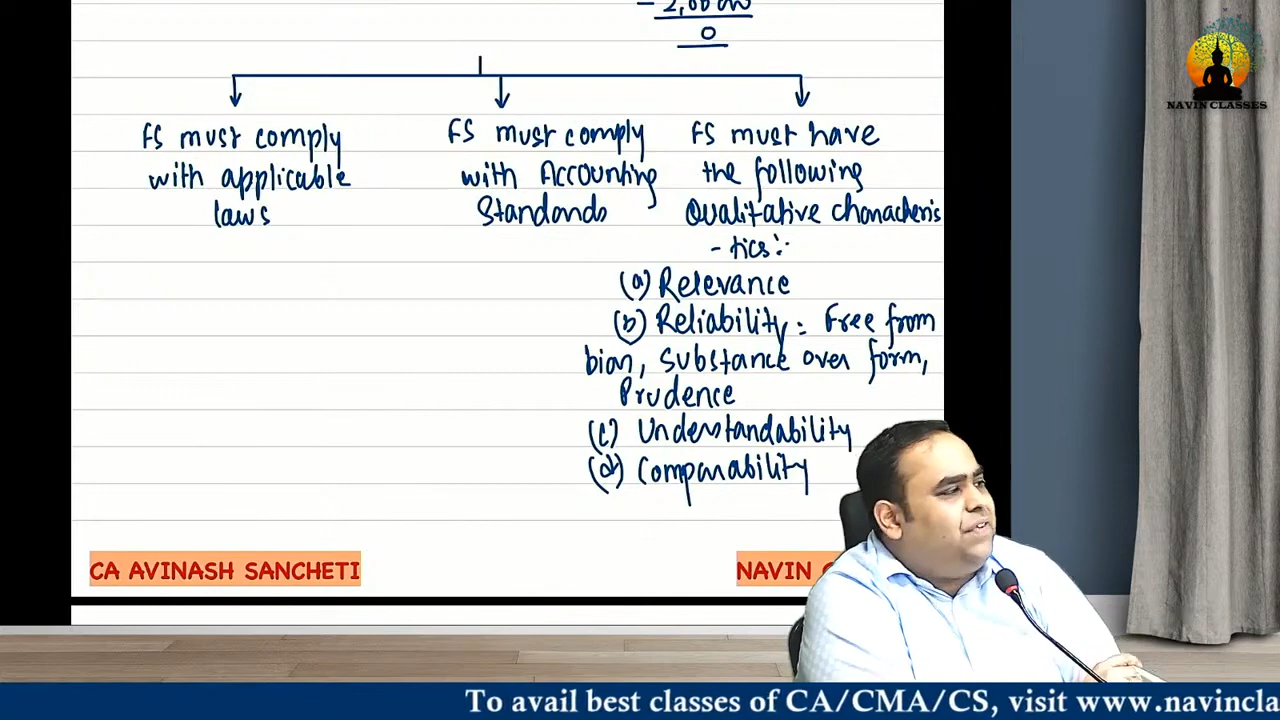 0
FS must comply
with applicable
laws
FS must comply
with Accounting
Standards
FS must have
the following
Qualitative characteris
-tics:-
(a) Relevance
(b) Reliability: Free from
bias, Substance over form,
Prudence
(c) Understandability
(d) Comparability
CA AVINASH SANCHETI
NAVIN
NAVIN CLASSES
To avail best classes of CA/CMA/CS, visit www.navincla